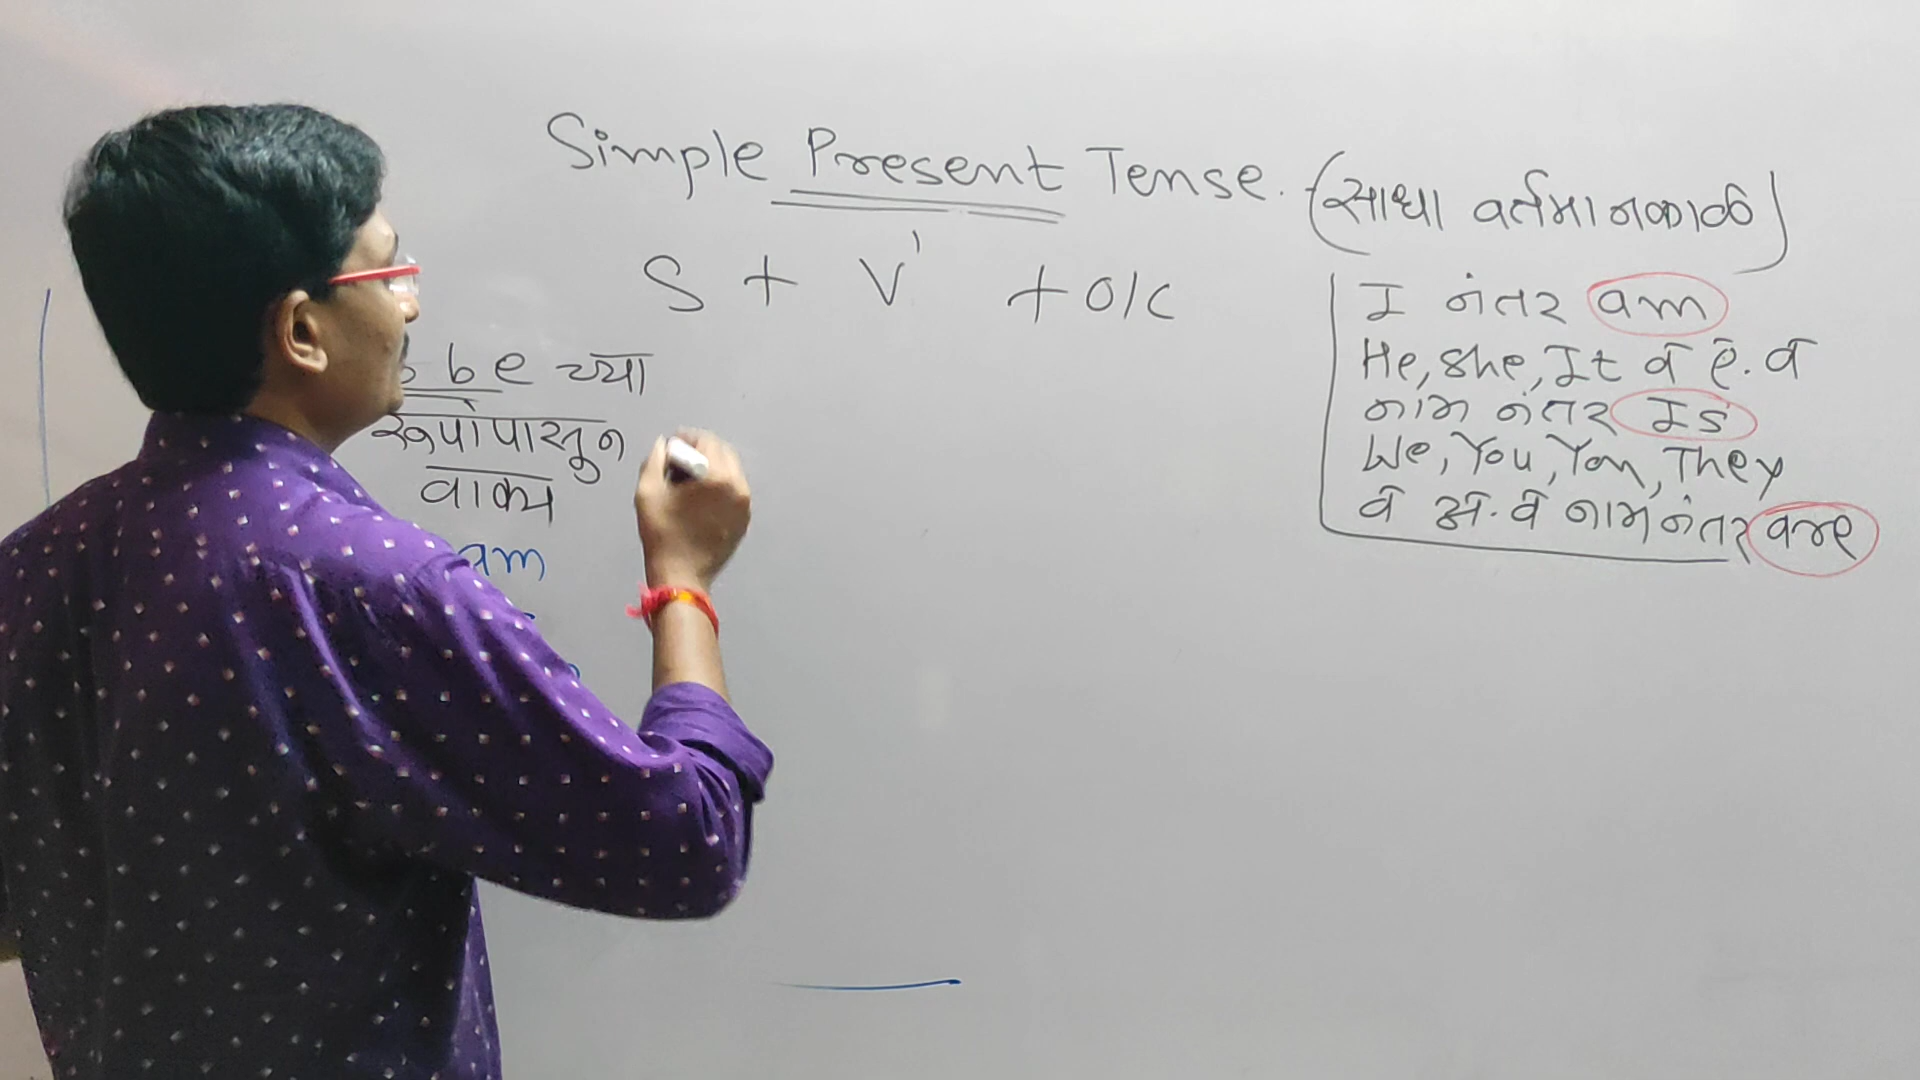 Simple Present Tense. (साधा वर्तमानकाळ)
S + V' + O/C
be च्या
रूपांपासून
वाक्य
am
I नंतर am
He, She, It व ए. व
नाम नंतर Is
We, You, You, They
व अ. व नाम नंतर are